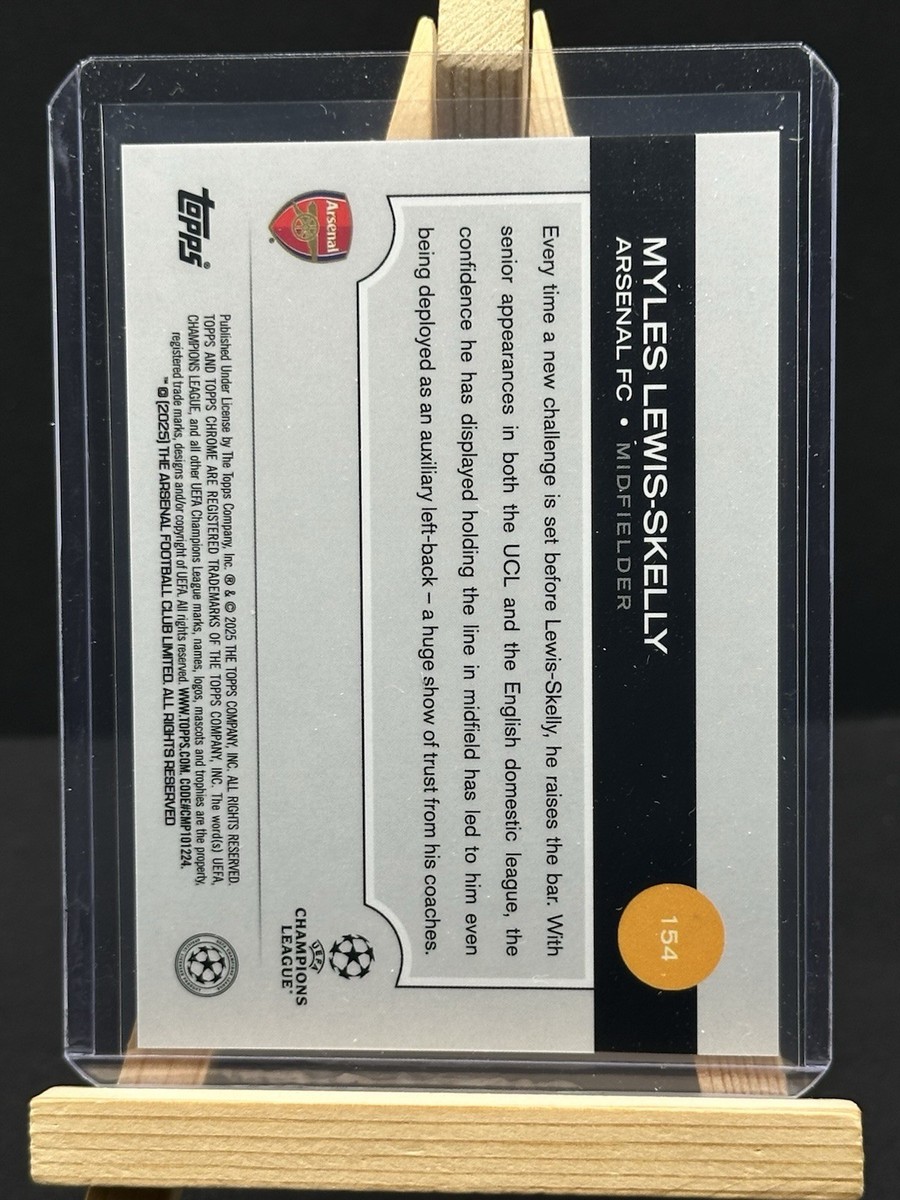 MYLES LEWIS-SKELLY
ARSENAL FC • MIDFIELDER
154
Every time a new challenge is set before Lewis-Skelly, he raises the bar. With
senior appearances in both the UCL and the English domestic league, the
confidence he has displayed holding the line in midfield has led to him even
being deployed as an auxiliary left-back – a huge show of trust from his coaches.
Arsenal
UEFA
CHAMPIONS
LEAGUE®
topps®
Published Under License by The Topps Company, Inc. ® & © 2025 THE TOPPS COMPANY, INC. ALL RIGHTS RESERVED.
TOPPS AND TOPPS CHROME ARE REGISTERED TRADEMARKS OF THE TOPPS COMPANY, INC. The word(s) UEFA,
CHAMPIONS LEAGUE, and all other UEFA Champions League marks, names, logos, mascots and trophies are the property,
registered trade marks, designs and/or copyright of UEFA. All rights reserved. WWW.TOPPS.COM. CODE#CMP101224.
™ © (2025) THE ARSENAL FOOTBALL CLUB LIMITED. ALL RIGHTS RESERVED